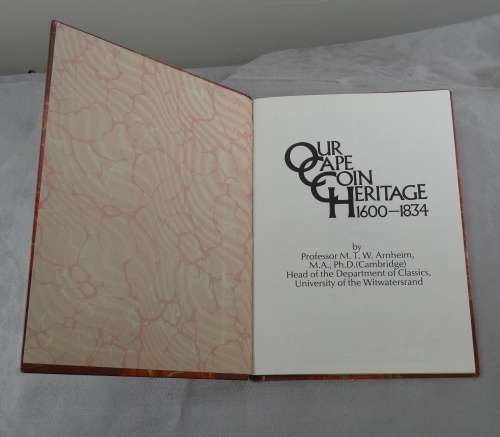 OUR
CAPE
COIN
HERITAGE
1600—1834
by
Professor M. T. W. Arnheim,
M.A., Ph.D.(Cambridge)
Head of the Department of Classics,
University of the Witwatersrand